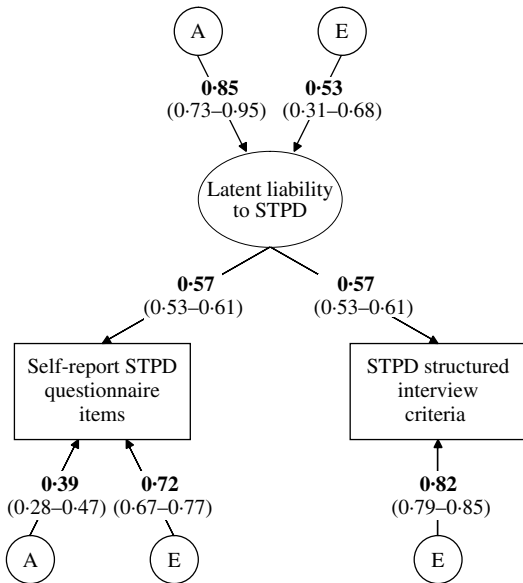 A E
0·85 0·53
(0·73–0·95) (0·31–0·68)
Latent liability
to STPD
0·57 0·57
(0·53–0·61) (0·53–0·61)
Self-report STPD STPD structured
questionnaire interview
items criteria
0·39 0·72 0·82
(0·28–0·47) (0·67–0·77) (0·79–0·85)
A E E